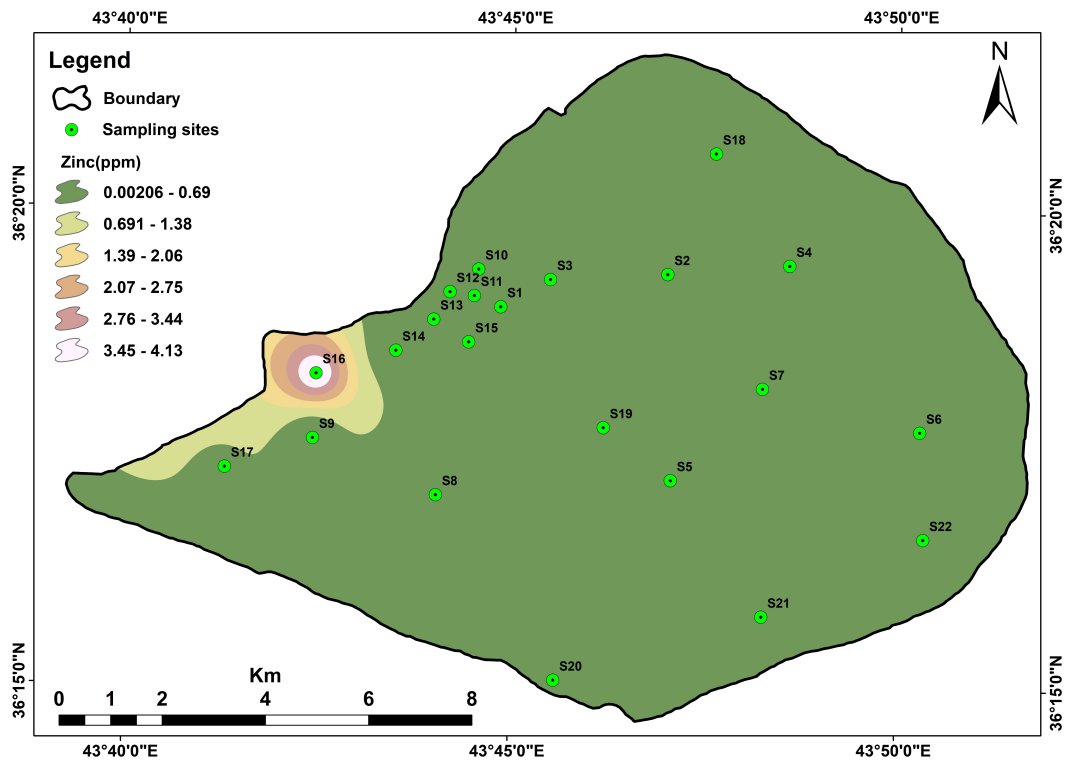 43°40'0"E 43°45'0"E 43°50'0"E
Legend
Boundary
Sampling sites
Zinc(ppm)
0.00206 - 0.69
0.691 - 1.38
1.39 - 2.06
2.07 - 2.75
2.76 - 3.44
3.45 - 4.13
N
36°20'0"N
36°20'0"N
S18
S4
S2
S3
S10
S12
S11
S1
S13
S15
S14
S16
S7
S19
S6
S9
S17
S5
S8
S22
S21
S20
36°15'0"N
36°15'0"N
Km
0 1 2 4 6 8
43°40'0"E 43°45'0"E 43°50'0"E